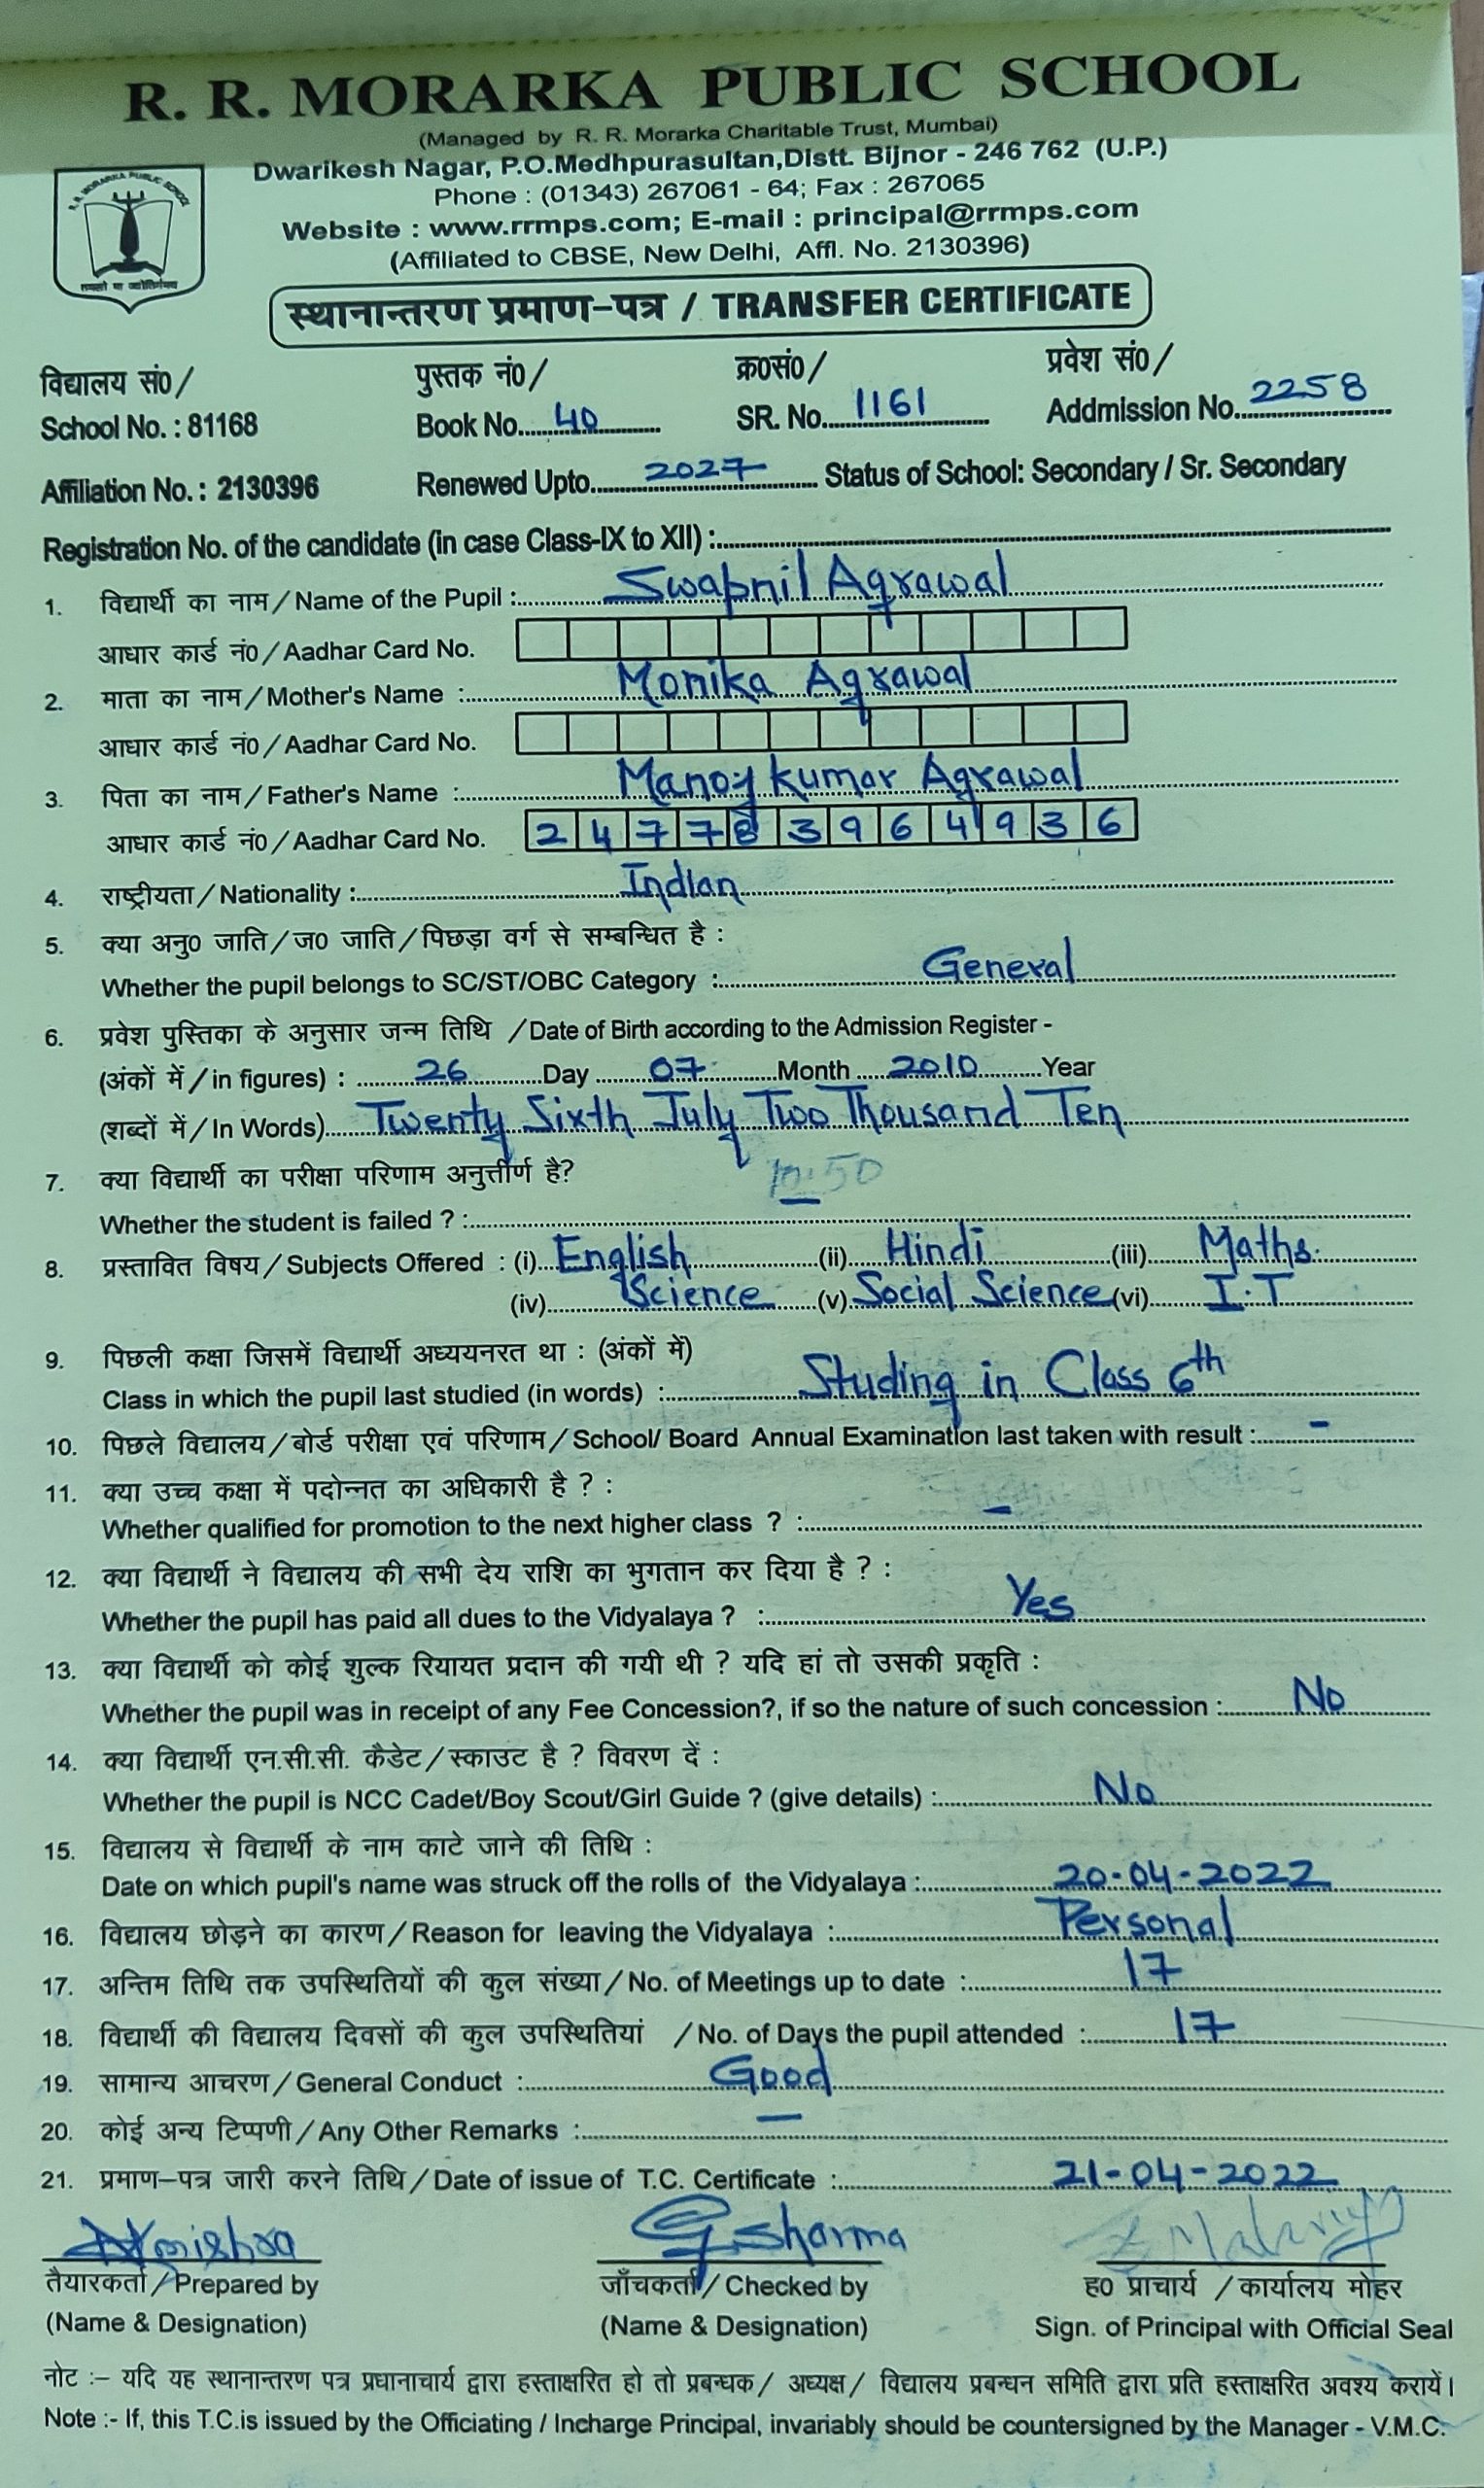 R. R. MORARKA PUBLIC SCHOOL
(Managed by R. R. Morarka Charitable Trust, Mumbai)
Dwarikesh Nagar, P.O.Medhpurasultan,Distt. Bijnor - 246 762 (U.P.)
Phone : (01343) 267061 - 64; Fax : 267065
Website : www.rrmps.com; E-mail : principal@rrmps.com
(Affiliated to CBSE, New Delhi, Affl. No. 2130396)
R. R. MORARKA PUBLIC SCHOOL
तमसो मा ज्योतिर्गमय
स्थानान्तरण प्रमाण-पत्र / TRANSFER CERTIFICATE
विद्यालय सं0/ पुस्तक नं0/ क्र0सं0/ प्रवेश सं0/
School No. : 81168 Book No. 40 SR. No. 1161 Addmission No. 2258
Affiliation No. : 2130396 Renewed Upto 2027 Status of School: Secondary / Sr. Secondary
Registration No. of the candidate (in case Class-IX to XII) :
1. विद्यार्थी का नाम/Name of the Pupil : Swapnil Agrawal
आधार कार्ड नं0/Aadhar Card No.
2. माता का नाम/Mother's Name : Monika Agrawal
आधार कार्ड नं0/Aadhar Card No.
3. पिता का नाम/Father's Name : Manoj kumar Agrawal
आधार कार्ड नं0/Aadhar Card No. 2 4 7 7 8 3 9 6 4 9 3 6
4. राष्ट्रीयता/Nationality : Indian
5. क्या अनु0 जाति/ज0 जाति/पिछड़ा वर्ग से सम्बन्धित है :
Whether the pupil belongs to SC/ST/OBC Category : General
6. प्रवेश पुस्तिका के अनुसार जन्म तिथि /Date of Birth according to the Admission Register -
(अंकों में/in figures) : 26 Day 07 Month 2010 Year
(शब्दों में/In Words) Twenty Sixth July Two Thousand Ten
7. क्या विद्यार्थी का परीक्षा परिणाम अनुत्तीर्ण है?
Whether the student is failed ? : —
8. प्रस्तावित विषय/Subjects Offered : (i) English (ii) Hindi (iii) Maths.
(iv) Science (v) Social Science (vi) I.T
9. पिछली कक्षा जिसमें विद्यार्थी अध्ययनरत था : (अंकों में)
Class in which the pupil last studied (in words) : Studing in Class 6th
10. पिछले विद्यालय/बोर्ड परीक्षा एवं परिणाम/School/ Board Annual Examination last taken with result : -
11. क्या उच्च कक्षा में पदोन्नत का अधिकारी है ? :
Whether qualified for promotion to the next higher class ? : -
12. क्या विद्यार्थी ने विद्यालय की सभी देय राशि का भुगतान कर दिया है ? :
Whether the pupil has paid all dues to the Vidyalaya ? : Yes
13. क्या विद्यार्थी को कोई शुल्क रियायत प्रदान की गयी थी ? यदि हां तो उसकी प्रकृति :
Whether the pupil was in receipt of any Fee Concession?, if so the nature of such concession : No
14. क्या विद्यार्थी एन.सी.सी. कैडेट/स्काउट है ? विवरण दें :
Whether the pupil is NCC Cadet/Boy Scout/Girl Guide ? (give details) : No
15. विद्यालय से विद्यार्थी के नाम काटे जाने की तिथि :
Date on which pupil's name was struck off the rolls of the Vidyalaya : 20-04-2022
16. विद्यालय छोड़ने का कारण/Reason for leaving the Vidyalaya : Personal
17. अन्तिम तिथि तक उपस्थितियों की कुल संख्या/No. of Meetings up to date : 17
18. विद्यार्थी की विद्यालय दिवसों की कुल उपस्थितियां /No. of Days the pupil attended : 17
19. सामान्य आचरण/General Conduct : Good
20. कोई अन्य टिप्पणी/Any Other Remarks : —
21. प्रमाण-पत्र जारी करने तिथि/Date of issue of T.C. Certificate : 21-04-2022
Sharma
तैयारकर्ता/Prepared by जाँचकर्ता/Checked by ह0 प्राचार्य /कार्यालय मोहर
(Name & Designation) (Name & Designation) Sign. of Principal with Official Seal
नोट :- यदि यह स्थानान्तरण पत्र प्रधानाचार्य द्वारा हस्ताक्षरित हो तो प्रबन्धक/ अध्यक्ष/ विद्यालय प्रबन्धन समिति द्वारा प्रति हस्ताक्षरित अवश्य करायें।
Note :- If, this T.C.is issued by the Officiating / Incharge Principal, invariably should be countersigned by the Manager - V.M.C.